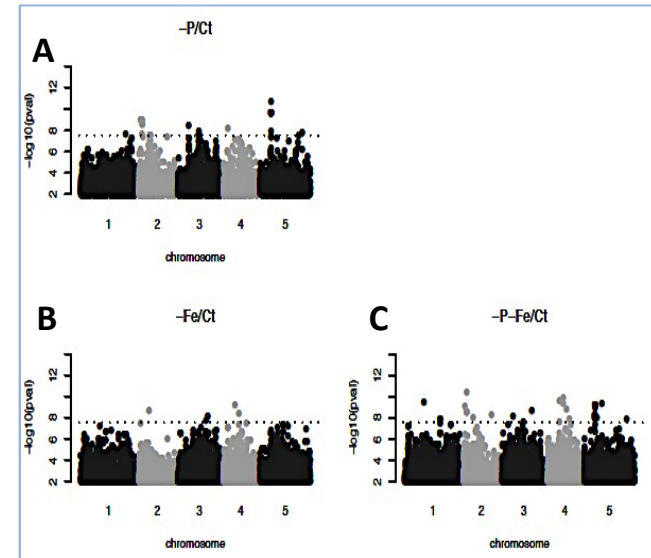 A
–P/Ct
12
8
6
4
2
–log10(pval)
1 2 3 4 5
chromosome
B
–Fe/Ct
12
8
6
4
2
–log10(pval)
1 2 3 4 5
chromosome
C
–P–Fe/Ct
12
8
6
4
2
–log10(pval)
1 2 3 4 5
chromosome